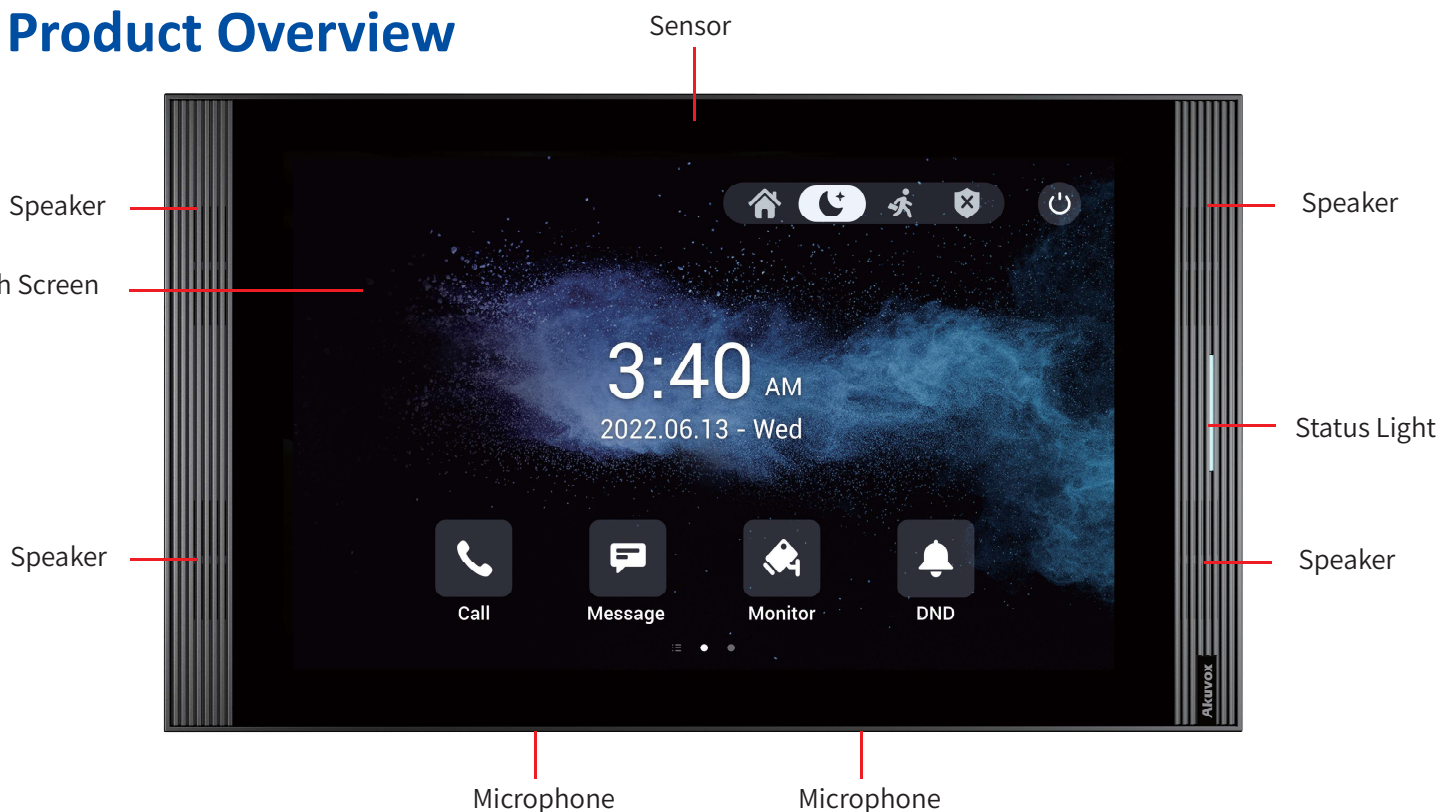 Product Overview
Sensor
Speaker
Speaker
h Screen
3:40 AM
2022.06.13 - Wed
Status Light
Speaker
Speaker
Call
Message
Monitor
DND
Akuvox
Microphone
Microphone